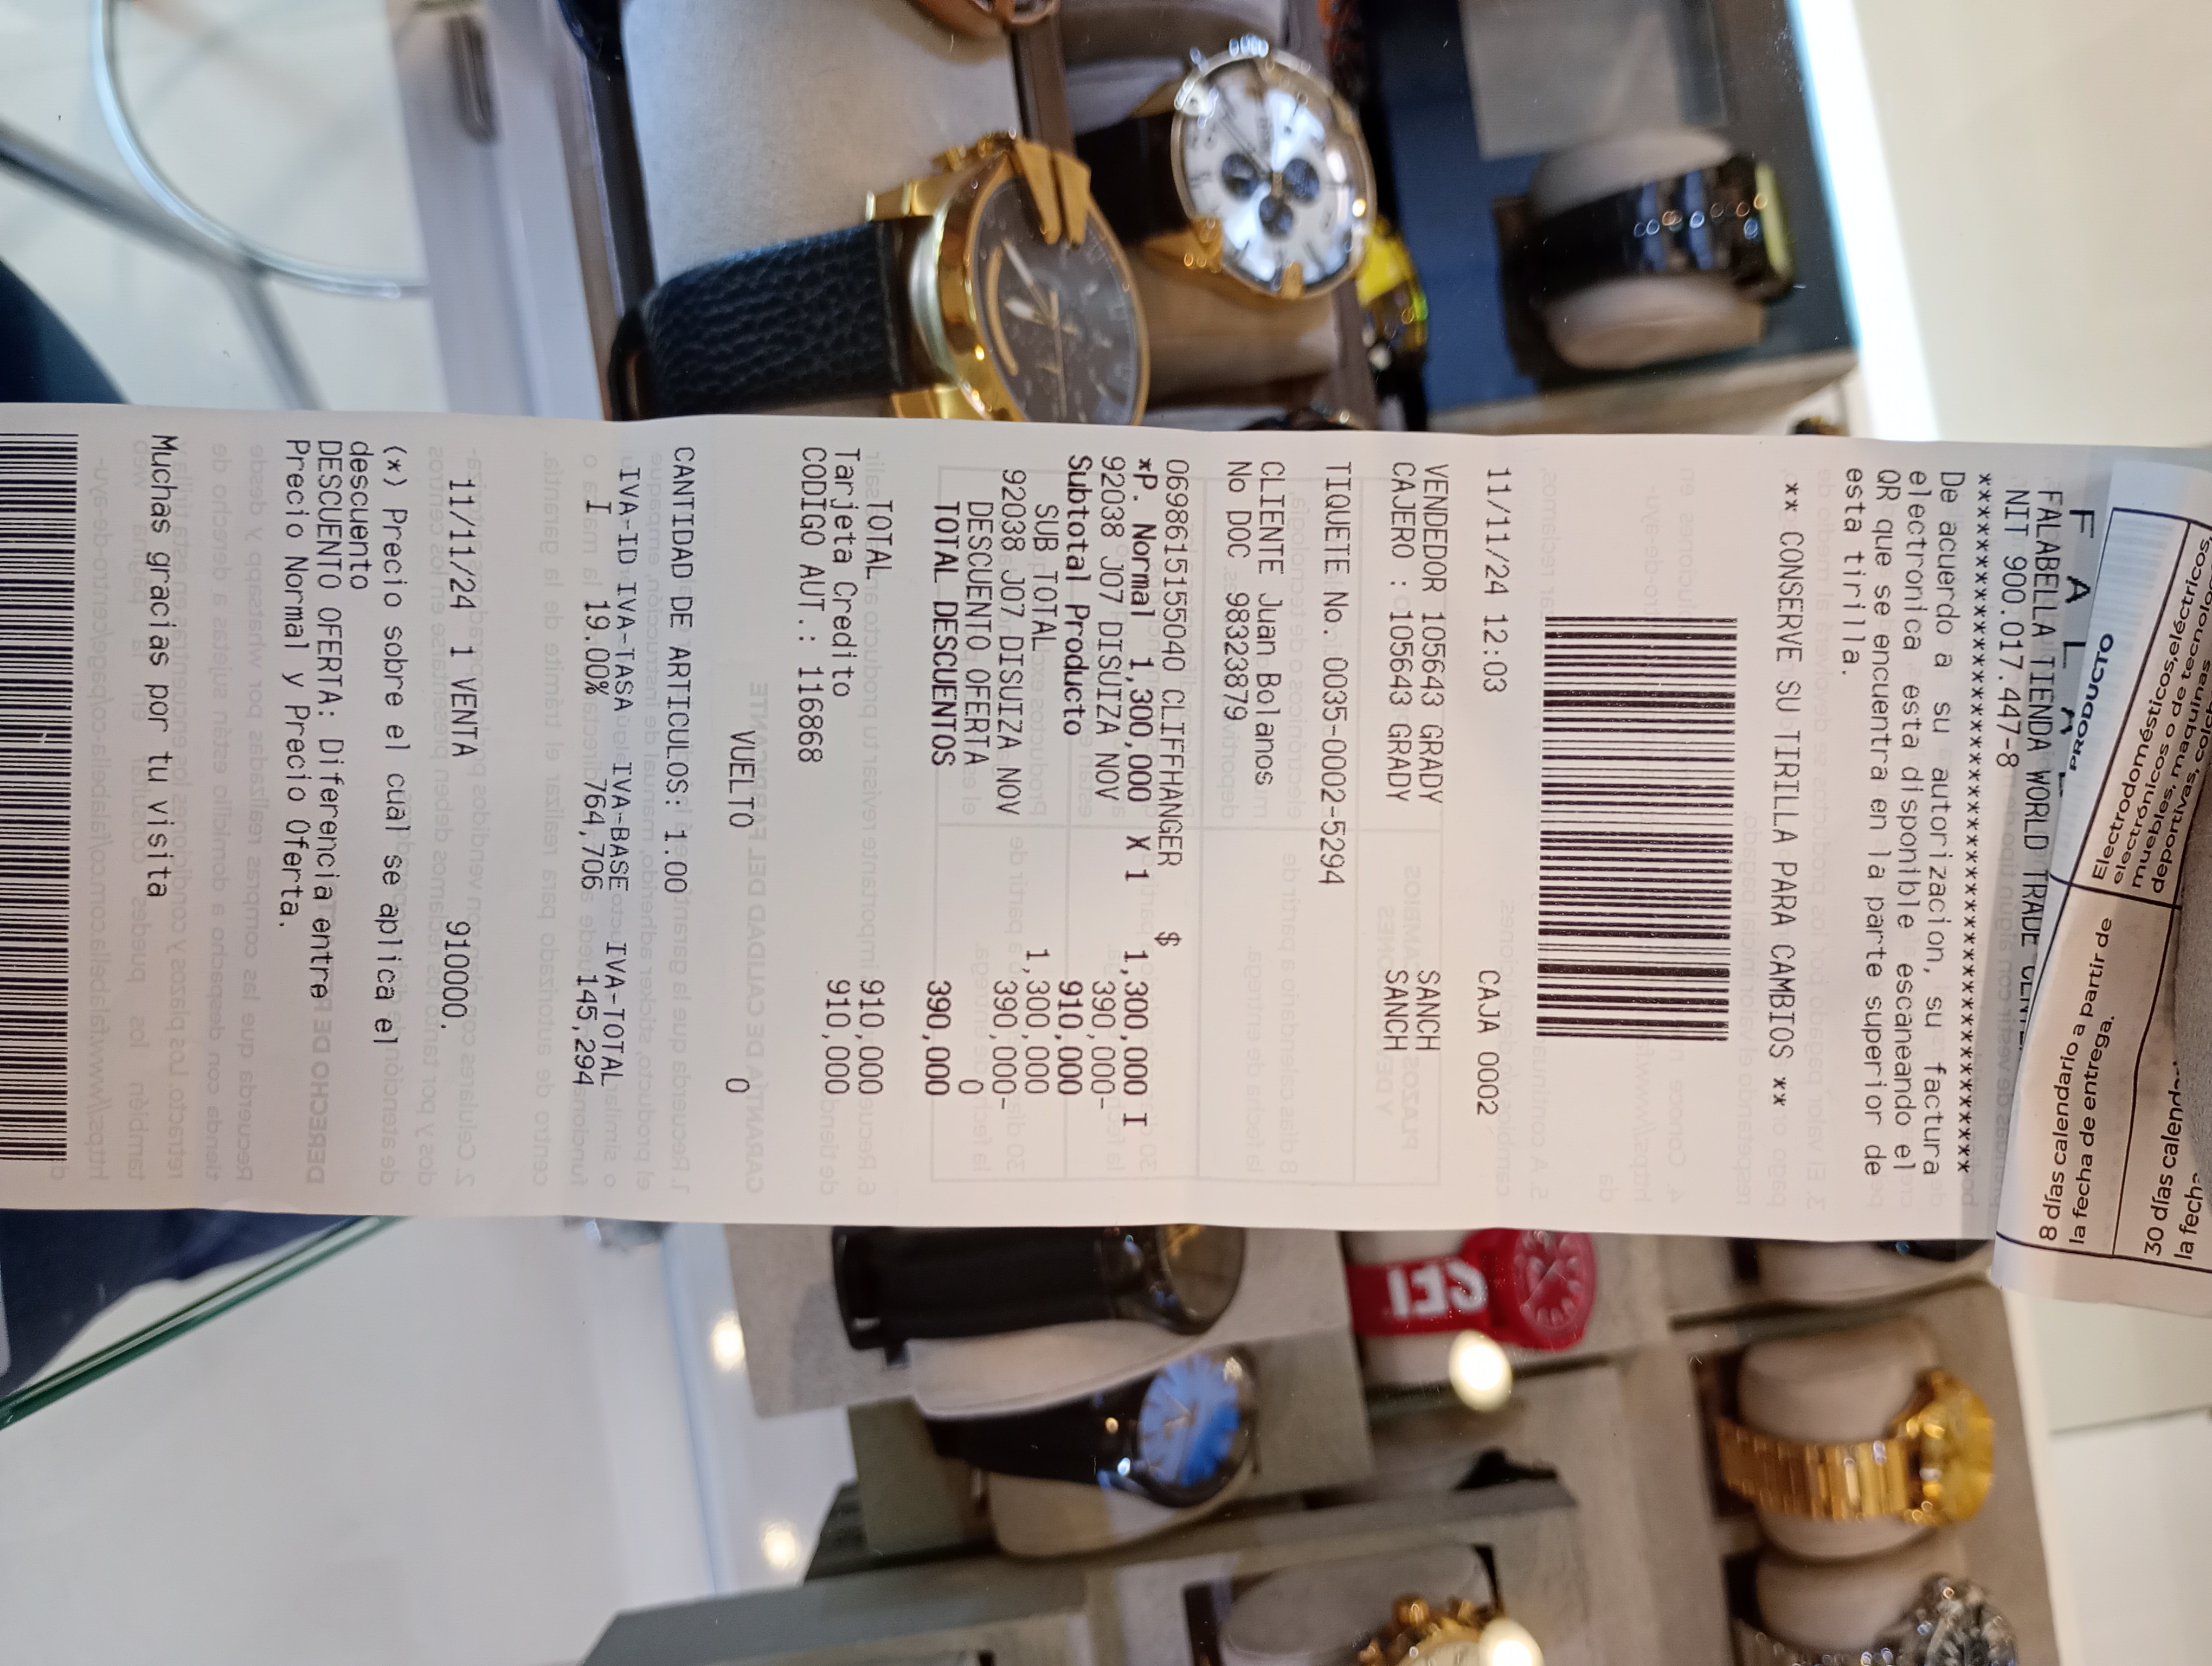 F A L A
FALABELLA TIENDA WORLD TRADE CENTE
NIT 900.017.447-8
****************************************
De acuerdo a su autorizacion, su factura
electronica esta disponible escaneando el
QR que se encuentra en la parte superior de
esta tirilla.
** CONSERVE SU TIRILLA PARA CAMBIOS **
11/11/24 12:03 CAJA 0002
VENDEDOR 105643 GRADY SANCH
CAJERO : 105643 GRADY SANCH
TIQUETE No. 0035-0002-5294
CLIENTE Juan Bolanos
No DOC 98323879
0698615155040 CLIFFHANGER $
*P. Normal 1,300,000 X 1 1,300,000 I
92038 J07 DISUIZA NOV 390,000-
Subtotal Producto 910,000
SUB TOTAL 1,300,000
92038 J07 DISUIZA NOV 390,000-
DESCUENTO OFERTA 0
TOTAL DESCUENTOS 390,000
TOTAL 910,000
Tarjeta Credito 910,000
CODIGO AUT.: 116868
VUELTO 0
CANTIDAD DE ARTICULOS: 1.00
IVA-ID IVA-TASA IVA-BASE IVA-TOTAL
I 19.00% 764,706 145,294
11/11/24 1 VENTA 910000.
(*) Precio sobre el cual se aplica el
descuento
DESCUENTO OFERTA: Diferencia entre
Precio Normal y Precio Oferta.
Muchas gracias por tu visita
PRODUCTO
Electrodomésticos, eléctricos,
electrónicos o de tecnología,
muebles, maquinas
deportivas,
8 días calendario a partir de
la fecha de entrega.
30 días calendario
la fecha